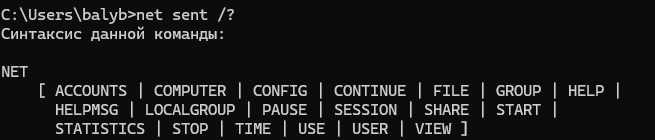 C:\Users\balyb>net sent /?
Синтаксис данной команды:
NET
[ ACCOUNTS | COMPUTER | CONFIG | CONTINUE | FILE | GROUP | HELP |
HELPMSG | LOCALGROUP | PAUSE | SESSION | SHARE | START |
STATISTICS | STOP | TIME | USE | USER | VIEW ]